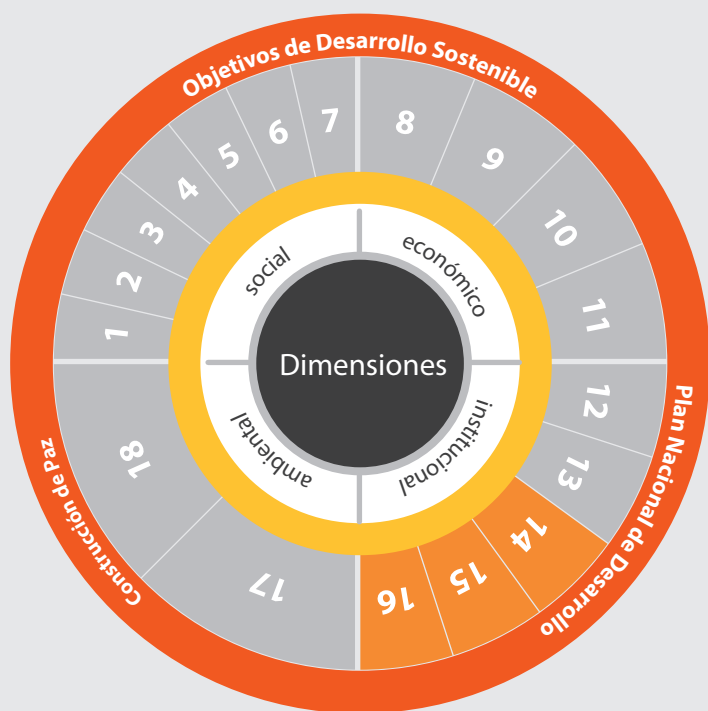 Objetivos de Desarrollo Sostenible
Plan Nacional de Desarrollo
Construcción de Paz
1
2
3
4
5
6
7
8
9
10
11
12
13
14
15
16
17
18
social
económico
institucional
ambiental
Dimensiones